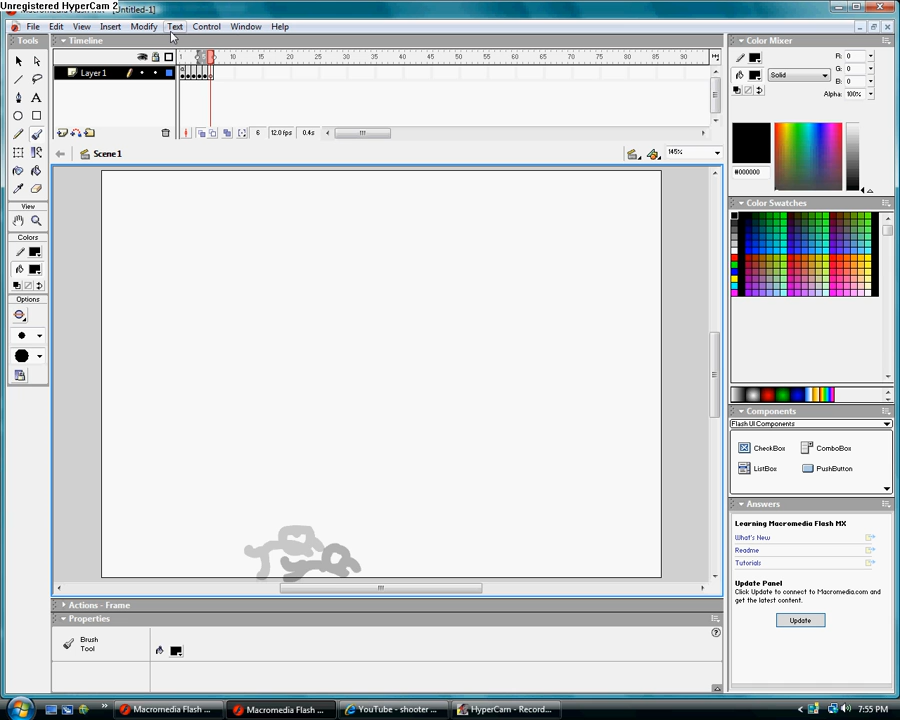 Unregistered HyperCam 2
[Untitled-1]
File Edit View Insert Modify Text Control Window Help
Tools
Timeline
1 10 15 20 25 30 35 40 45 50 55 60 65 70 75 80 85 90
Layer 1
6 12.0 fps 0.4s
Scene 1
145%
View
Colors
Options
Color Mixer
R: 0
Solid
G: 0
B: 0
Alpha: 100%
#000000
Color Swatches
Components
Flash UI Components
CheckBox ComboBox
ListBox PushButton
Answers
Learning Macromedia Flash MX
What's New
Readme
Tutorials
Update Panel
Click Update to connect to Macromedia.com and
get the latest content.
Update
Actions - Frame
Properties
Brush
Tool
Macromedia Flash ... Macromedia Flash ... YouTube - shooter ... HyperCam - Record... 7:55 PM